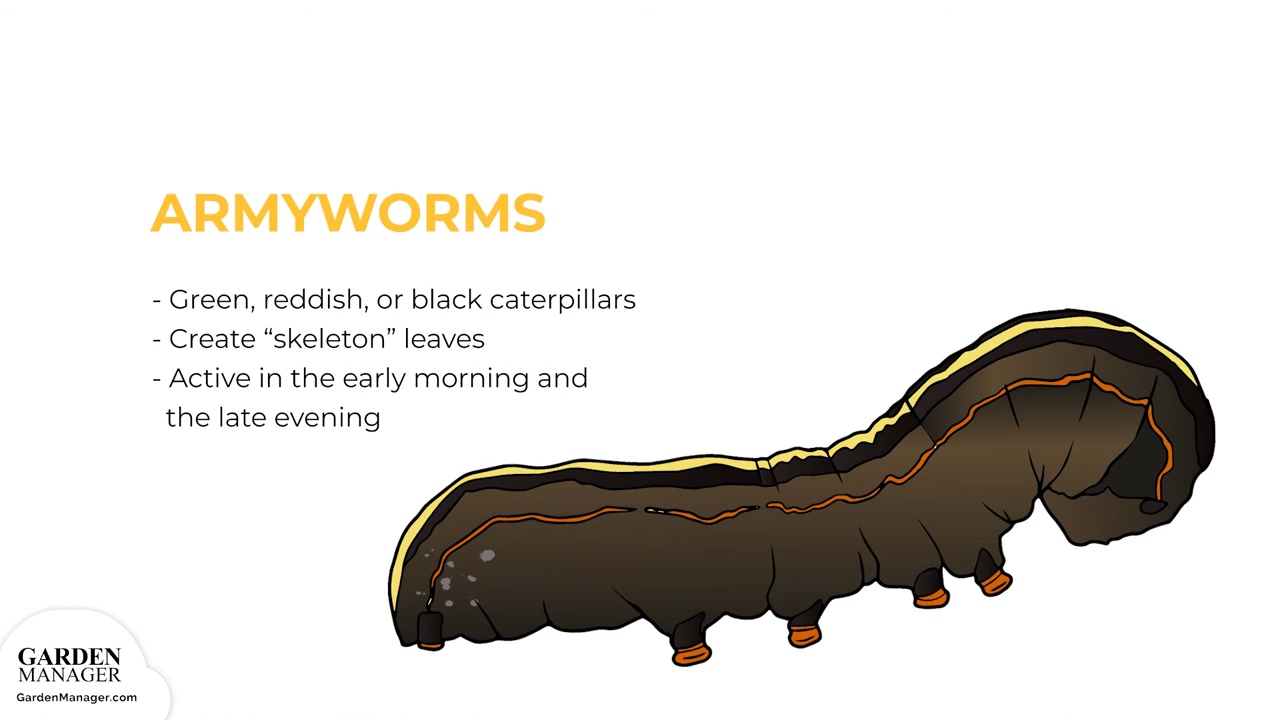 ARMYWORMS
- Green, reddish, or black caterpillars
- Create “skeleton” leaves
- Active in the early morning and
the late evening
GARDEN
MANAGER
GardenManager.com